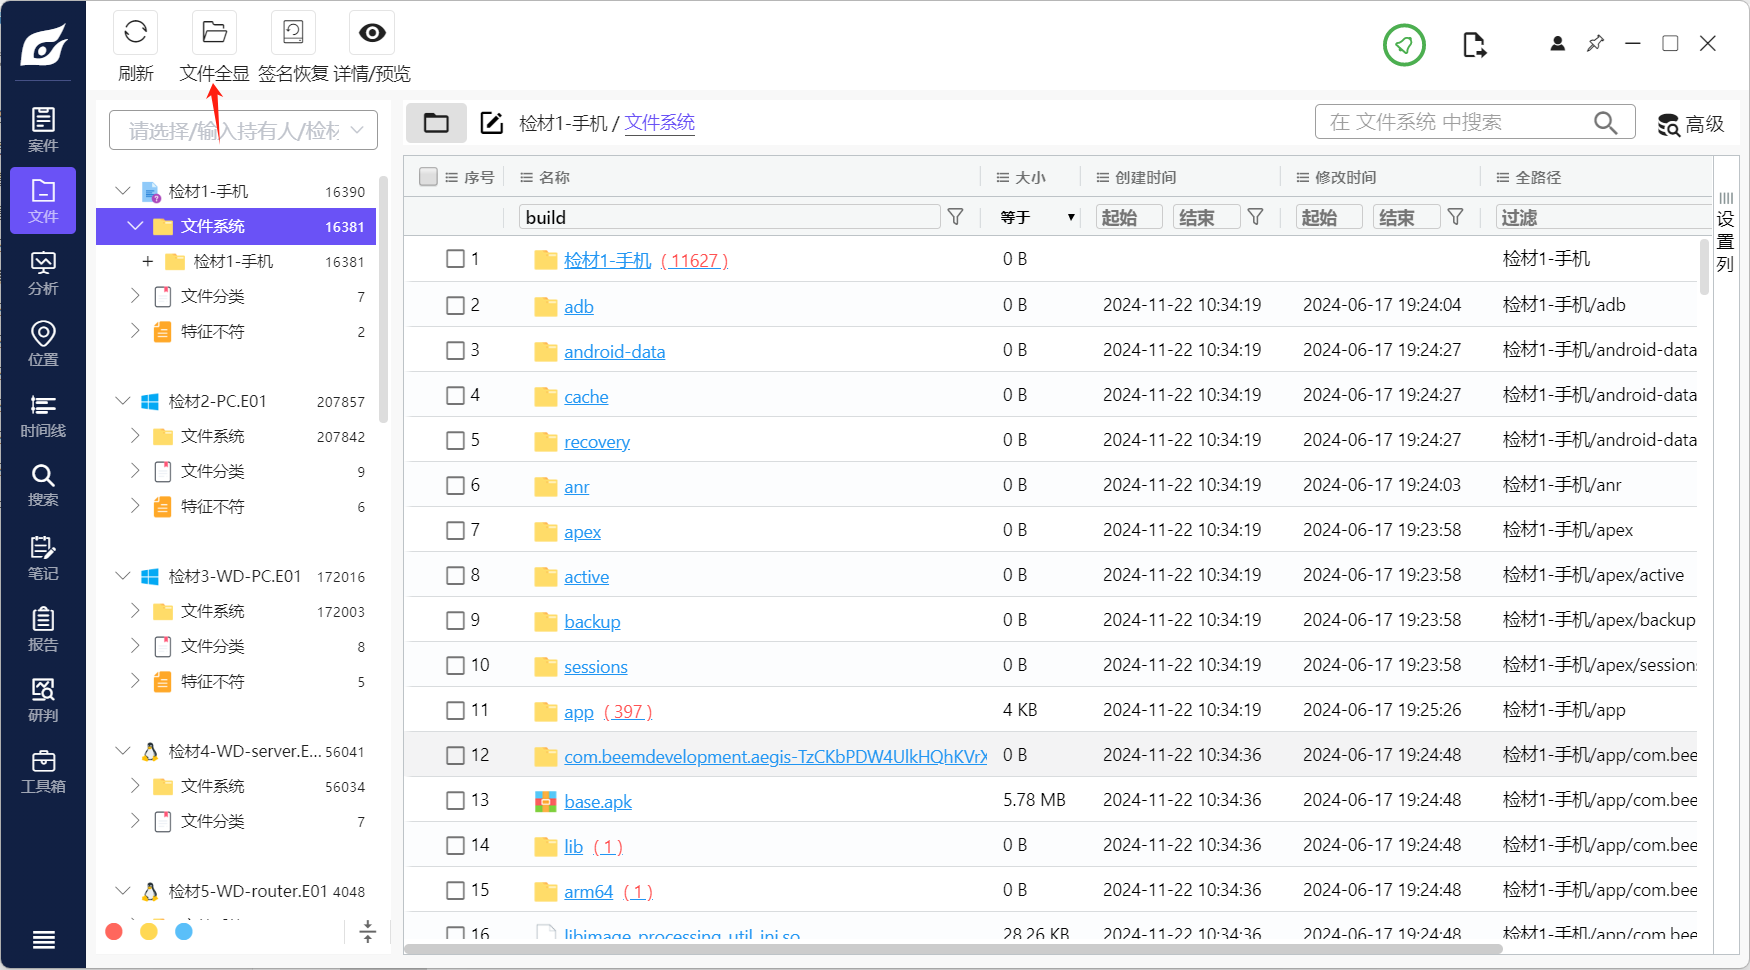 刷新
文件全显
签名恢复
详情/预览
案件
文件
分析
位置
时间线
搜索
笔记
报告
研判
工具箱
请选择/输入持有人/检材
检材1-手机 16390
文件系统 16381
检材1-手机 16381
文件分类 7
特征不符 2
检材2-PC.E01 207857
文件系统 207842
文件分类 9
特征不符 6
检材3-WD-PC.E01 172016
文件系统 172003
文件分类 8
特征不符 5
检材4-WD-server.E... 56041
文件系统 56034
文件分类 7
检材5-WD-router.E01 4048
检材1-手机 / 文件系统
在 文件系统 中搜索
高级
序号 名称 大小 创建时间 修改时间 全路径
build 等于 起始 结束 起始 结束 过滤
设置列
1 检材1-手机 ( 11627 ) 0 B 检材1-手机
2 adb 0 B 2024-11-22 10:34:19 2024-06-17 19:24:04 检材1-手机/adb
3 android-data 0 B 2024-11-22 10:34:19 2024-06-17 19:24:27 检材1-手机/android-data
4 cache 0 B 2024-11-22 10:34:19 2024-06-17 19:24:27 检材1-手机/android-data
5 recovery 0 B 2024-11-22 10:34:19 2024-06-17 19:24:27 检材1-手机/android-data
6 anr 0 B 2024-11-22 10:34:19 2024-06-17 19:24:03 检材1-手机/anr
7 apex 0 B 2024-11-22 10:34:19 2024-06-17 19:23:58 检材1-手机/apex
8 active 0 B 2024-11-22 10:34:19 2024-06-17 19:23:58 检材1-手机/apex/active
9 backup 0 B 2024-11-22 10:34:19 2024-06-17 19:23:58 检材1-手机/apex/backup
10 sessions 0 B 2024-11-22 10:34:19 2024-06-17 19:23:58 检材1-手机/apex/sessions
11 app ( 397 ) 4 KB 2024-11-22 10:34:19 2024-06-17 19:25:26 检材1-手机/app
12 com.beemdevelopment.aegis-TzCKbPDW4UlkHQhKVrX 0 B 2024-11-22 10:34:36 2024-06-17 19:24:48 检材1-手机/app/com.bee
13 base.apk 5.78 MB 2024-11-22 10:34:36 2024-06-17 19:24:48 检材1-手机/app/com.bee
14 lib ( 1 ) 0 B 2024-11-22 10:34:36 2024-06-17 19:24:48 检材1-手机/app/com.bee
15 arm64 ( 1 ) 0 B 2024-11-22 10:34:36 2024-06-17 19:24:48 检材1-手机/app/com.bee
16 libimage_processing_util_jni.so 28.26 KB 2024-11-22 10:34:36 2024-06-17 19:24:48 检材1-手机/app/com.bee